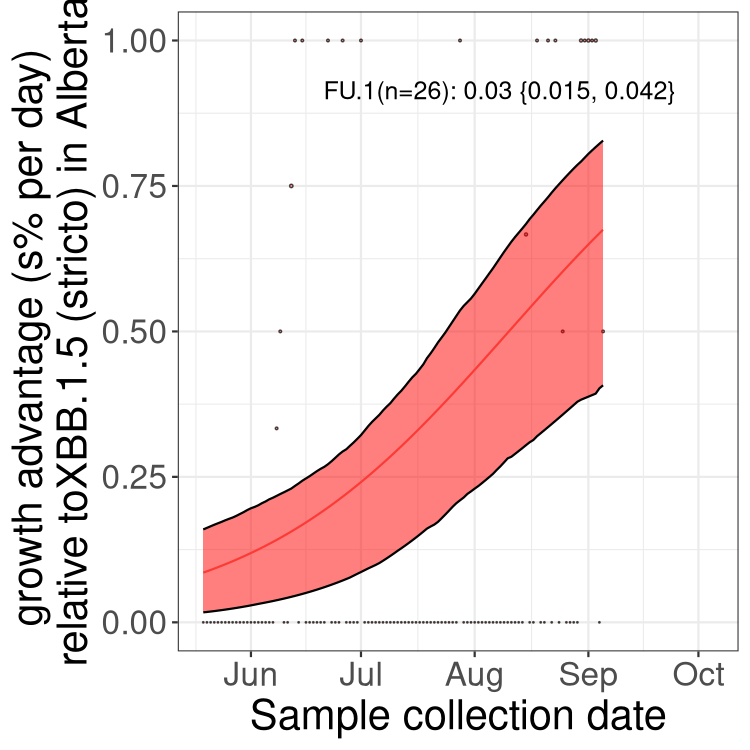 growth advantage (s% per day)
relative toXBB.1.5 (stricto) in Alberta
1.00
0.75
0.50
0.25
0.00
FU.1(n=26): 0.03 {0.015, 0.042}
Jun Jul Aug Sep Oct
Sample collection date